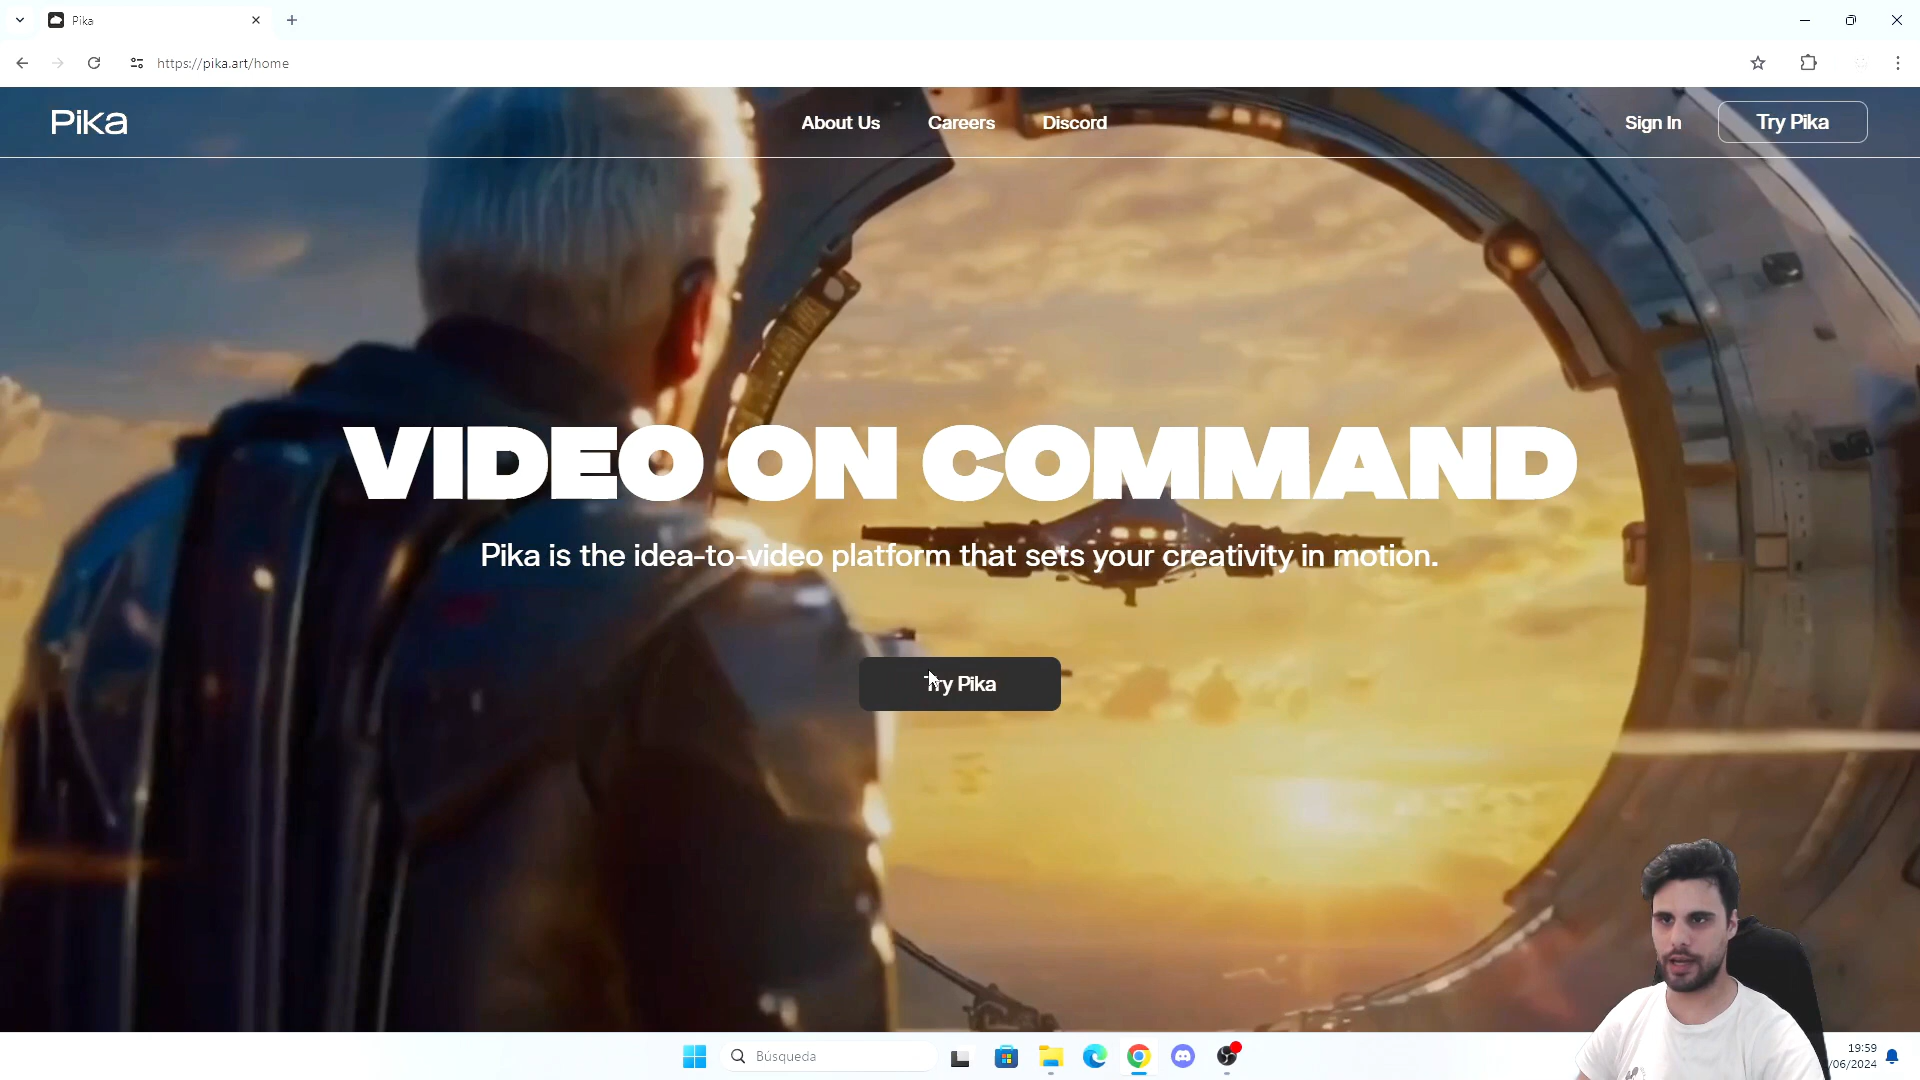 Pika
https://pika.art/home
Pika
About Us
Careers
Discord
Sign In
Try Pika
VIDEO ON COMMAND
Pika is the idea-to-video platform that sets your creativity in motion.
Try Pika
Búsqueda
19:59
/06/2024